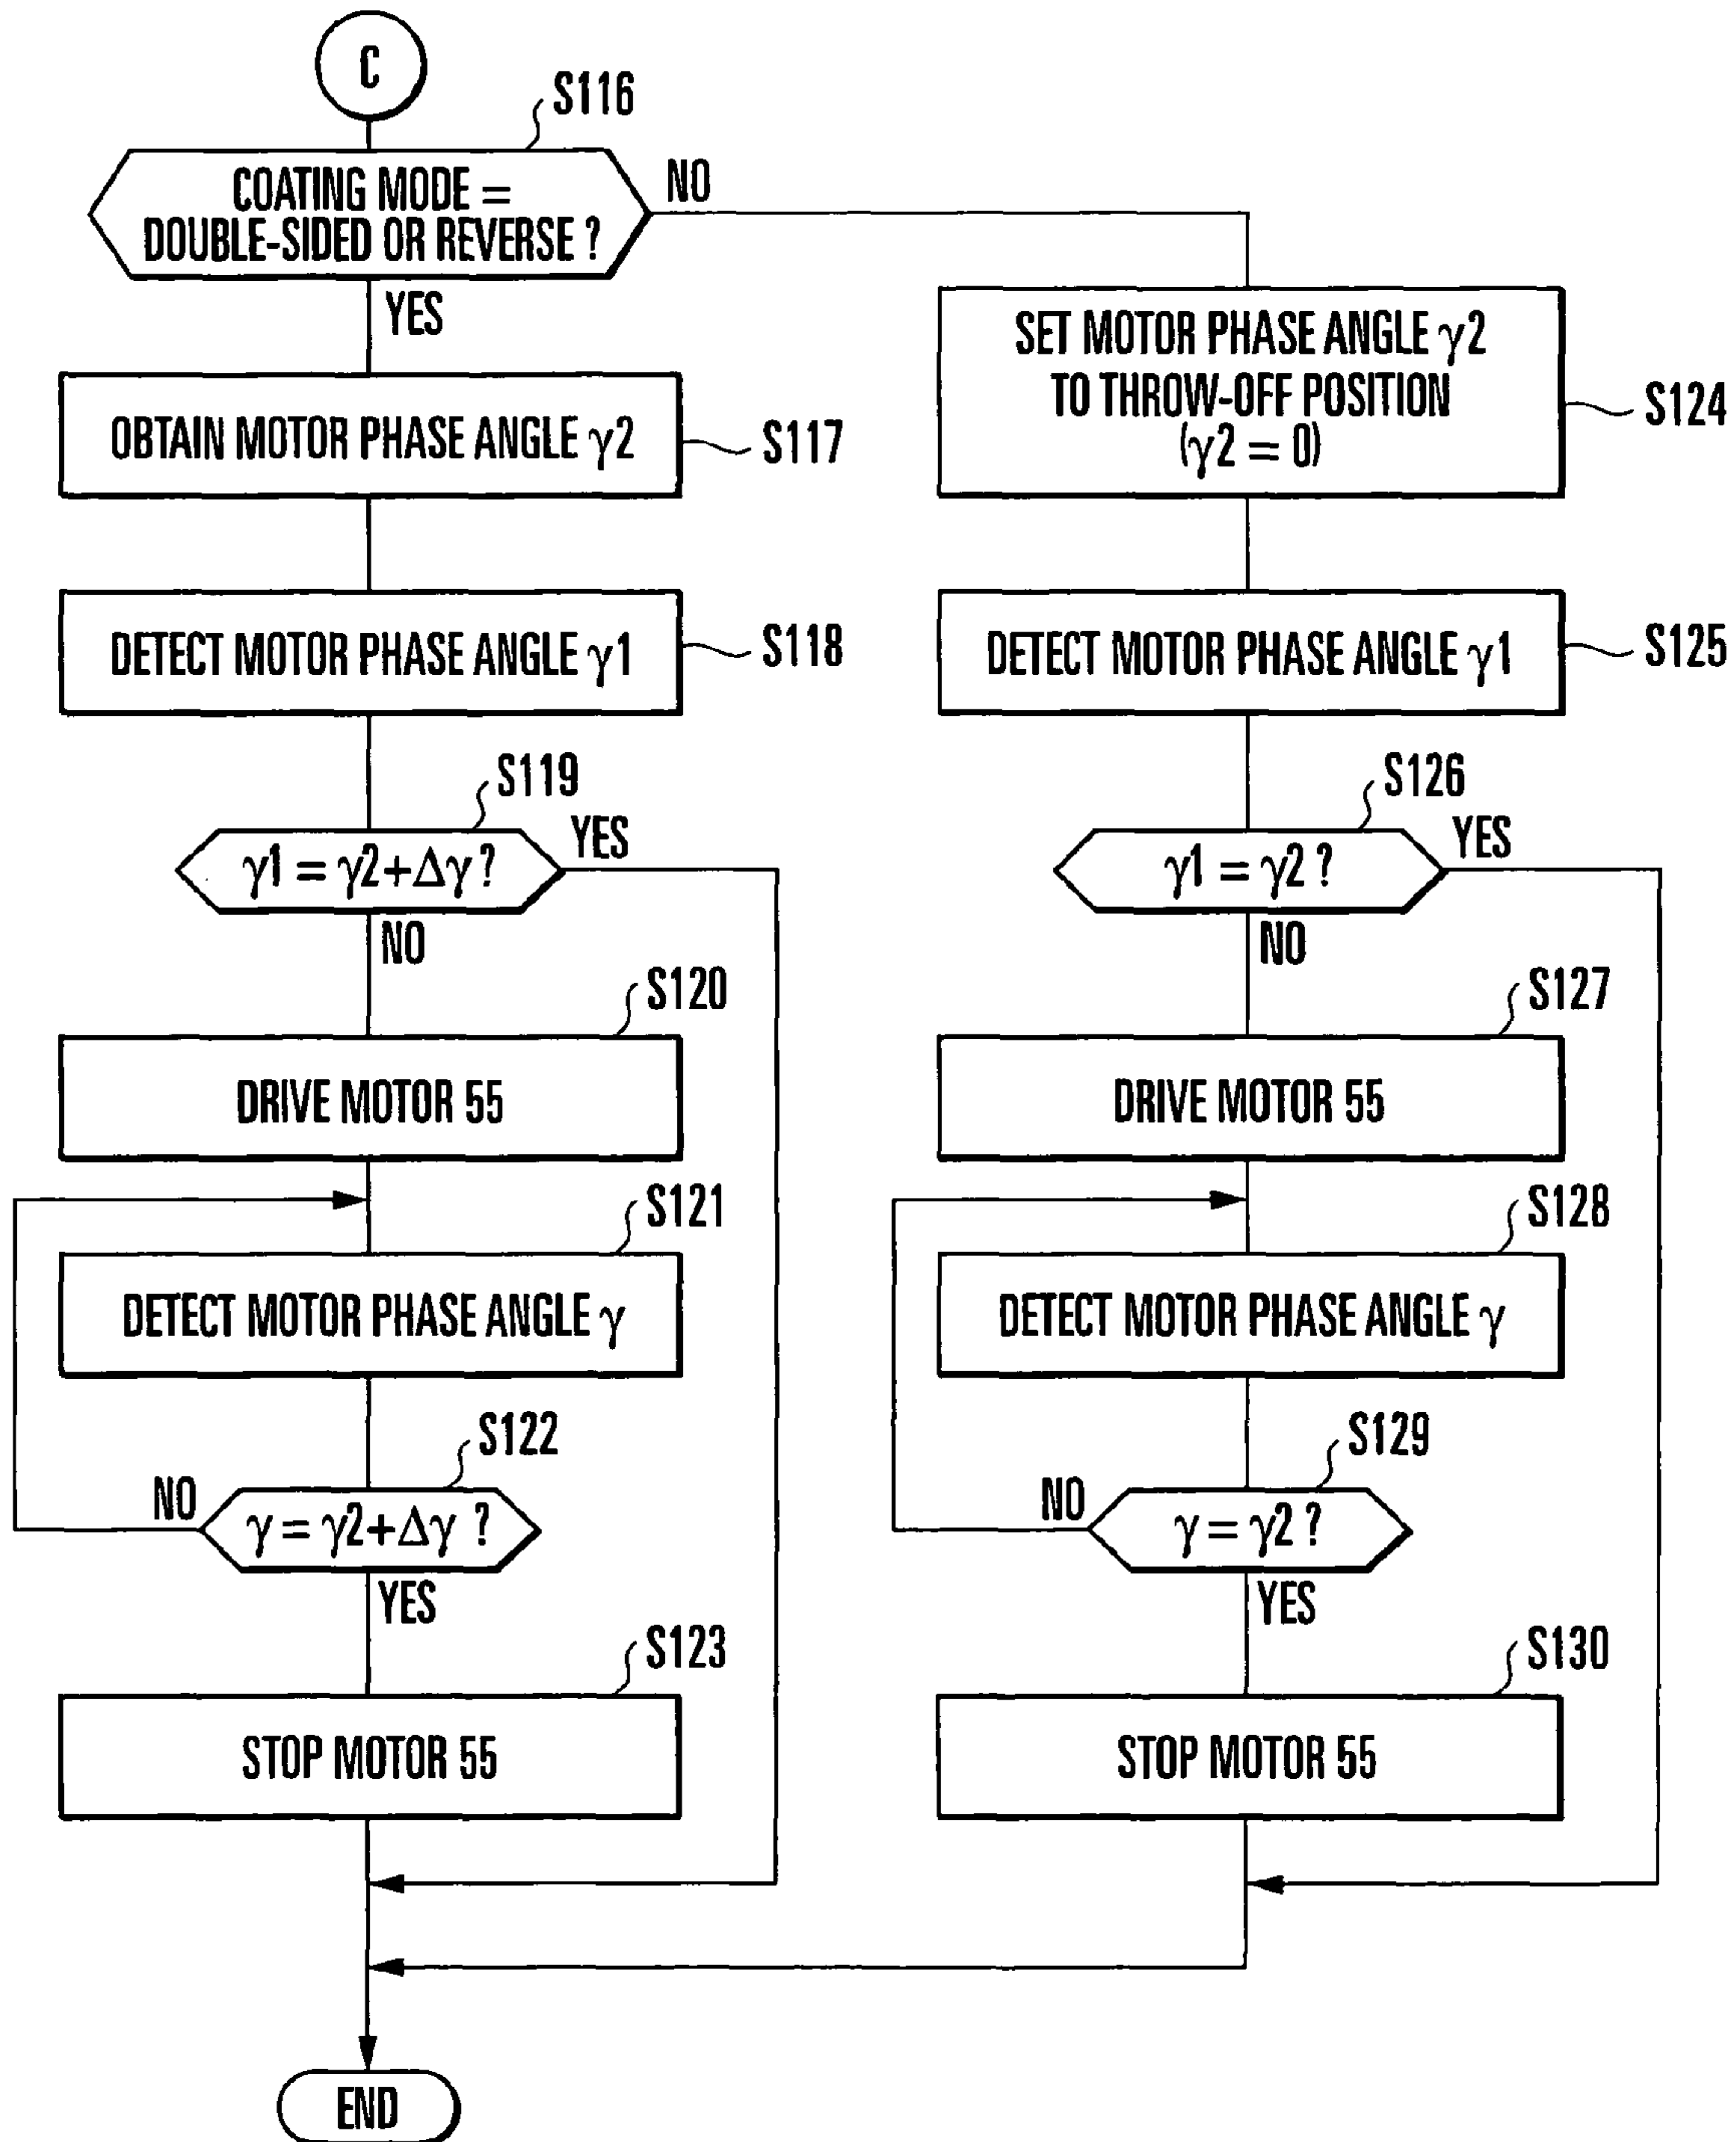 C
S116
COATING MODE =
DOUBLE-SIDED OR REVERSE ?
NO
YES
OBTAIN MOTOR PHASE ANGLE γ2
S117
DETECT MOTOR PHASE ANGLE γ1
S118
S119
γ1 = γ2+Δγ ?
YES
NO
S120
DRIVE MOTOR 55
S121
DETECT MOTOR PHASE ANGLE γ
S122
NO
γ = γ2+Δγ ?
YES
S123
STOP MOTOR 55
SET MOTOR PHASE ANGLE γ2
TO THROW-OFF POSITION
(γ2 = 0)
S124
DETECT MOTOR PHASE ANGLE γ1
S125
S126
γ1 = γ2 ?
YES
NO
S127
DRIVE MOTOR 55
S128
DETECT MOTOR PHASE ANGLE γ
S129
NO
γ = γ2 ?
YES
S130
STOP MOTOR 55
END